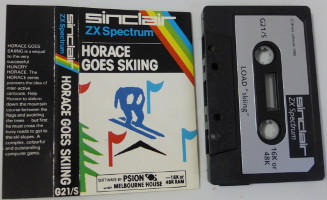 HORACE GOES
SKIING is a sequel
to the very
successful
HUNGRY
HORACE. The
HORACE series
pioneers the idea of
inter-active
cartoons. Help
Horace to slalom
down the mountain
course between the
flags and avoiding
the trees but first
he must cross the
busy roads to get to
the ski slopes. A
complex, colourful
and outstanding
computer game.
sinclair
ZX Spectrum
HORACE GOES SKIING
G21/S
sinclair
ZX Spectrum
HORACE
GOES SKIING
SOFTWARE BY PSION
MELBOURNE HOUSE
16K or
48K RAM
G21/S
LOAD "skiing"
sinclair
ZX Spectrum
16K or
48K